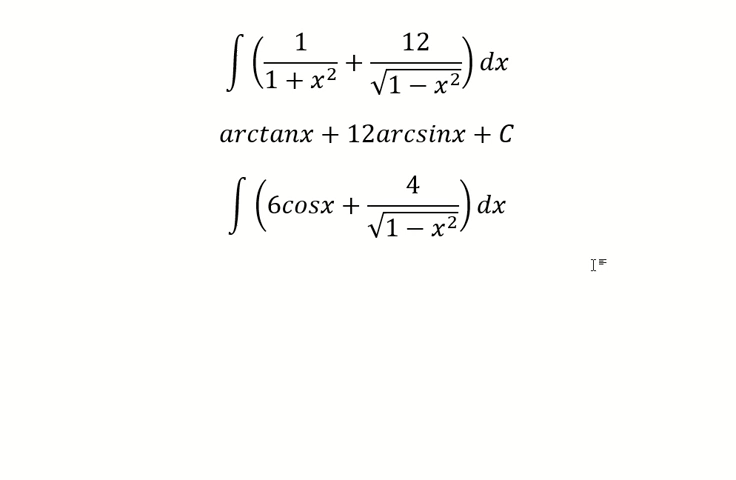 ∫ (1/(1 + x²) + 12/√(1 − x²)) dx
arctanx + 12arcsinx + C
∫ (6cosx + 4/√(1 − x²)) dx